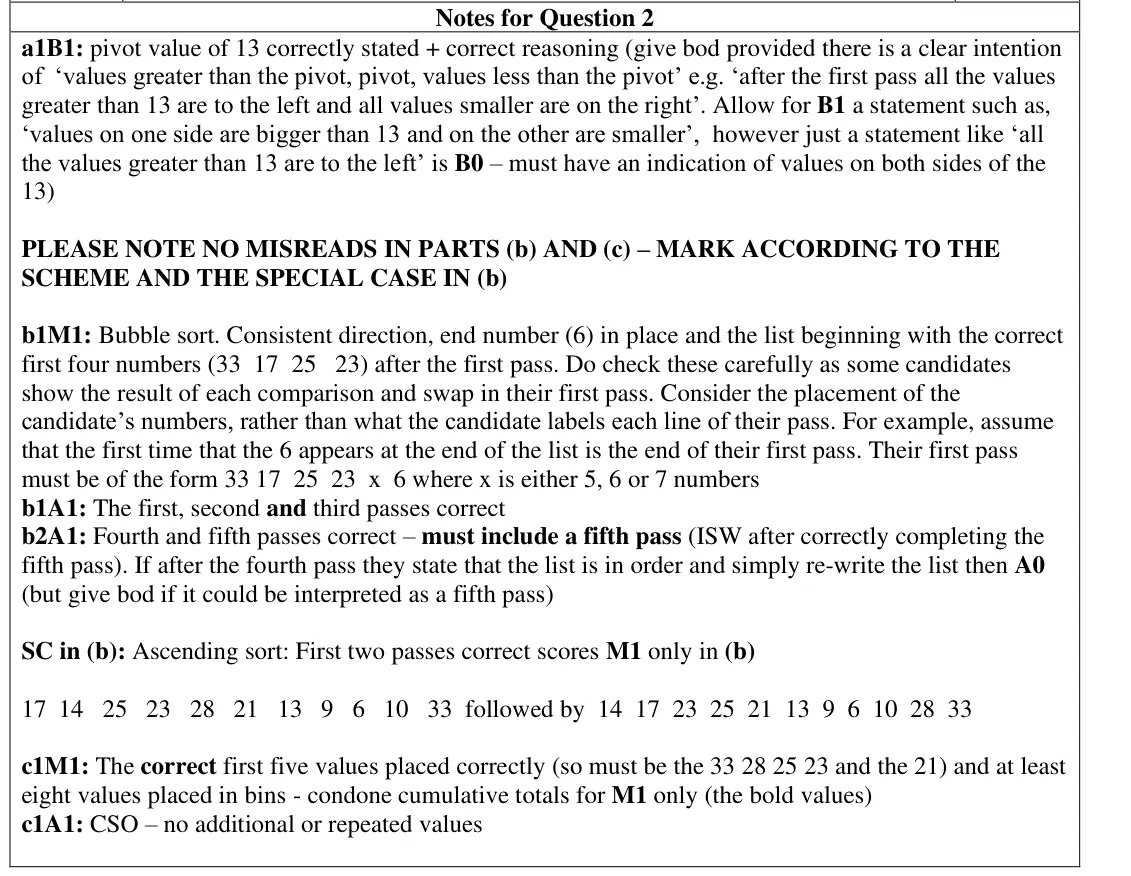 Notes for Question 2
a1B1: pivot value of 13 correctly stated + correct reasoning (give bod provided there is a clear intention
of ‘values greater than the pivot, pivot, values less than the pivot’ e.g. ‘after the first pass all the values
greater than 13 are to the left and all values smaller are on the right’. Allow for B1 a statement such as,
‘values on one side are bigger than 13 and on the other are smaller’, however just a statement like ‘all
the values greater than 13 are to the left’ is B0 – must have an indication of values on both sides of the
13)
PLEASE NOTE NO MISREADS IN PARTS (b) AND (c) – MARK ACCORDING TO THE
SCHEME AND THE SPECIAL CASE IN (b)
b1M1: Bubble sort. Consistent direction, end number (6) in place and the list beginning with the correct
first four numbers (33 17 25 23) after the first pass. Do check these carefully as some candidates
show the result of each comparison and swap in their first pass. Consider the placement of the
candidate’s numbers, rather than what the candidate labels each line of their pass. For example, assume
that the first time that the 6 appears at the end of the list is the end of their first pass. Their first pass
must be of the form 33 17 25 23 x 6 where x is either 5, 6 or 7 numbers
b1A1: The first, second and third passes correct
b2A1: Fourth and fifth passes correct – must include a fifth pass (ISW after correctly completing the
fifth pass). If after the fourth pass they state that the list is in order and simply re-write the list then A0
(but give bod if it could be interpreted as a fifth pass)
SC in (b): Ascending sort: First two passes correct scores M1 only in (b)
17 14 25 23 28 21 13 9 6 10 33 followed by 14 17 23 25 21 13 9 6 10 28 33
c1M1: The correct first five values placed correctly (so must be the 33 28 25 23 and the 21) and at least
eight values placed in bins - condone cumulative totals for M1 only (the bold values)
c1A1: CSO – no additional or repeated values